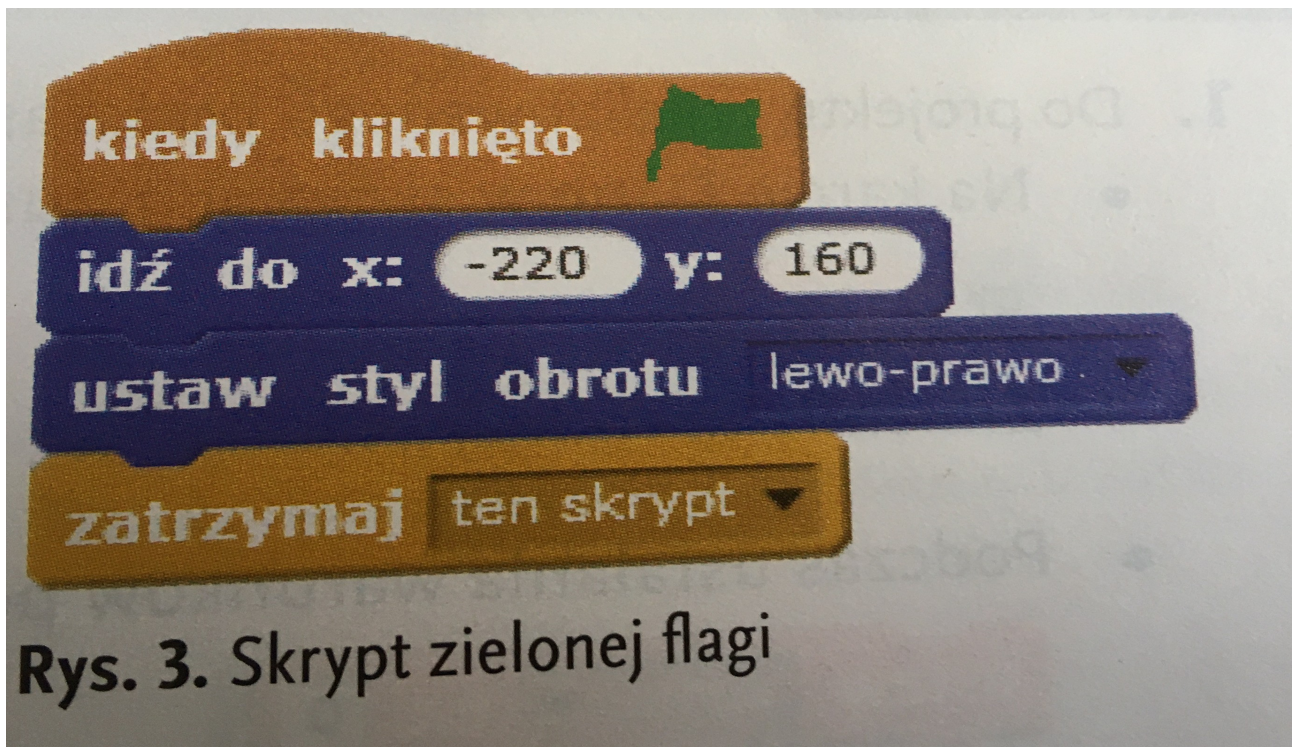 kiedy kliknięto
idź do x: -220 y: 160
ustaw styl obrotu lewo-prawo
zatrzymaj ten skrypt
Rys. 3. Skrypt zielonej flagi